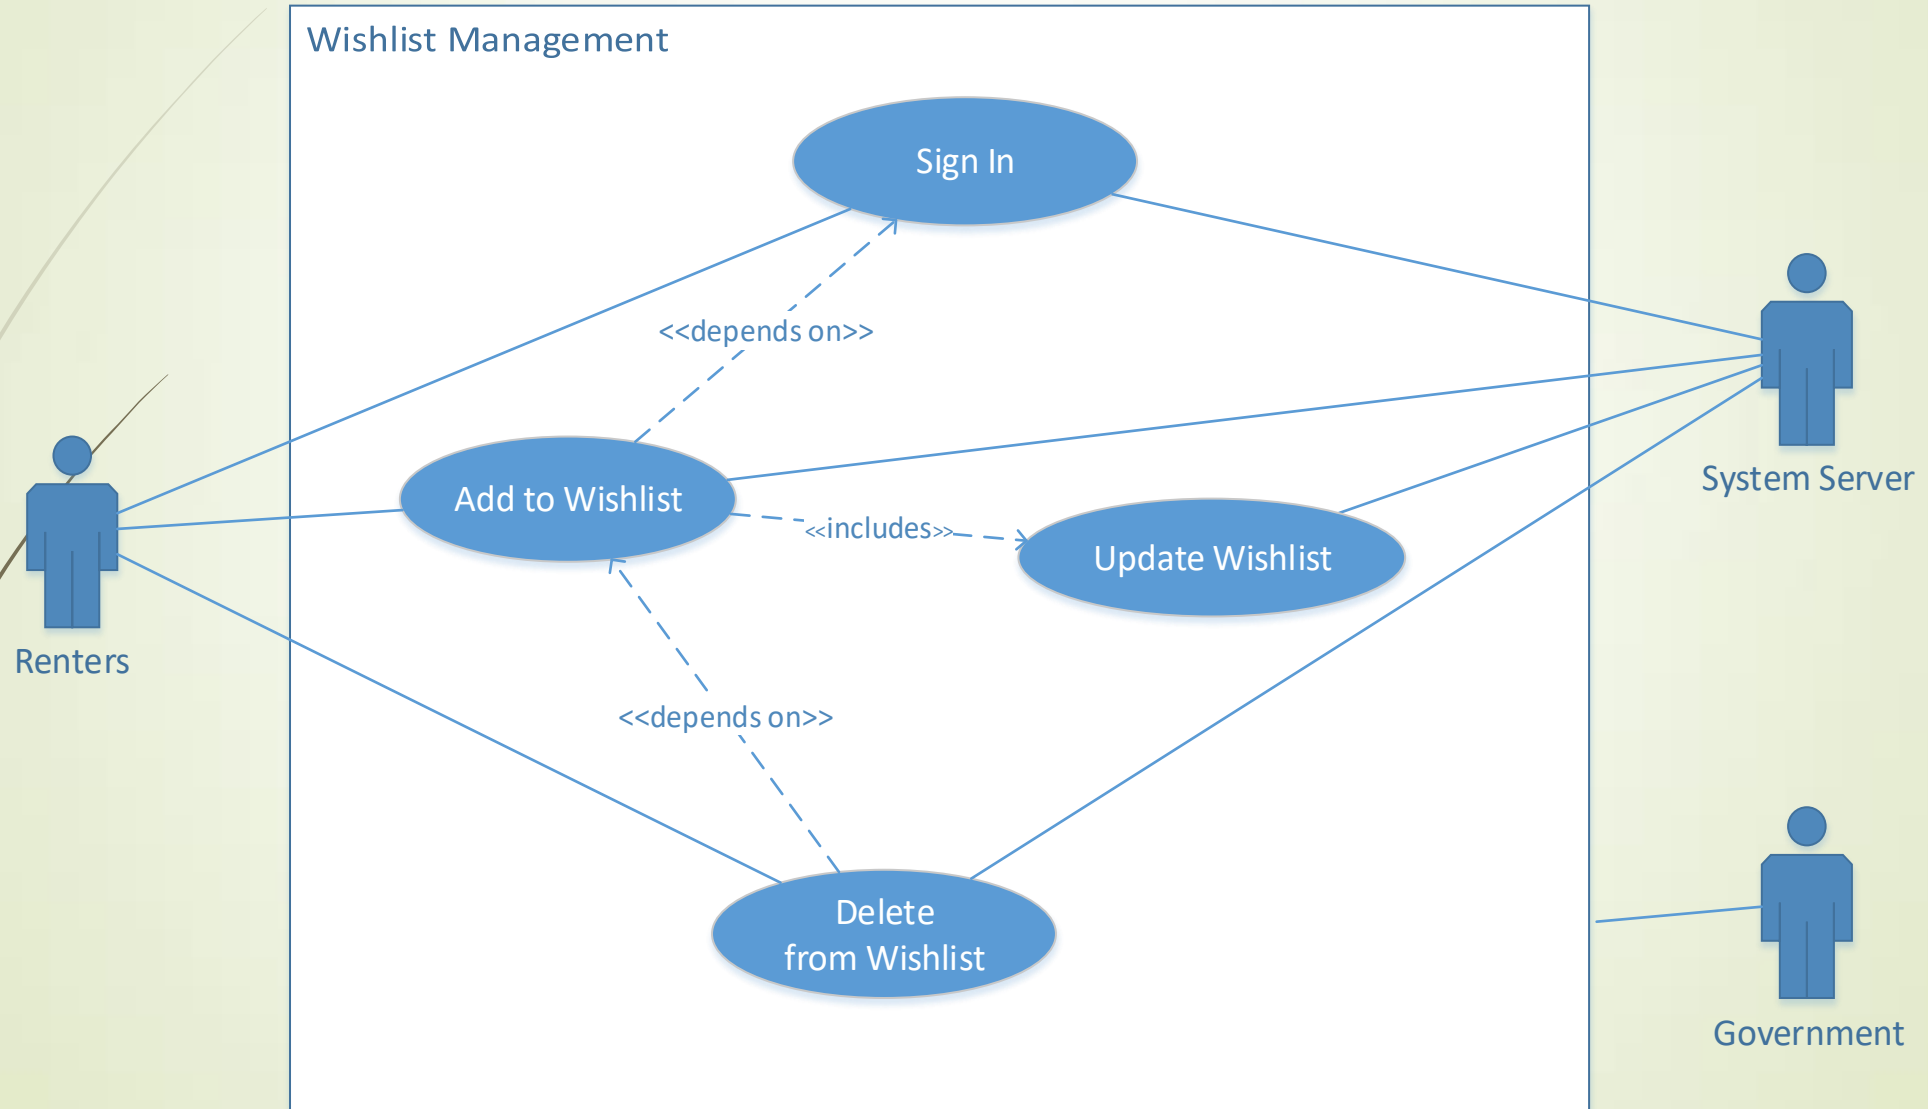 Wishlist Management
Sign In
<<depends on>>
System Server
Add to Wishlist
<<includes>>
Update Wishlist
Renters
<<depends on>>
Delete
from Wishlist
Government